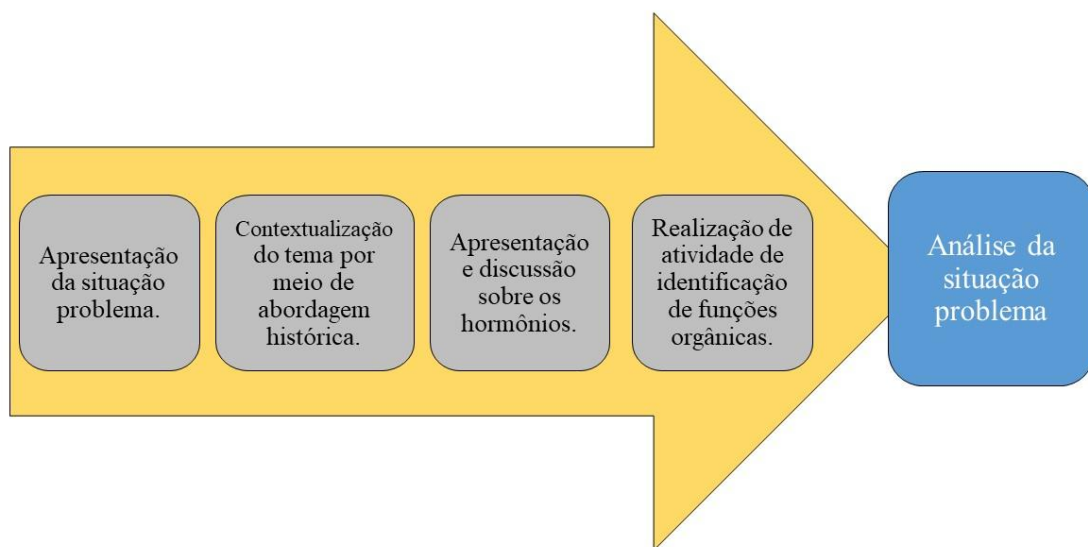 Apresentação
da situação
problema.
Contextualização
do tema por
meio de
abordagem
histórica.
Apresentação
e discussão
sobre os
hormônios.
Realização de
atividade de
identificação
de funções
orgânicas.
Análise da
situação
problema